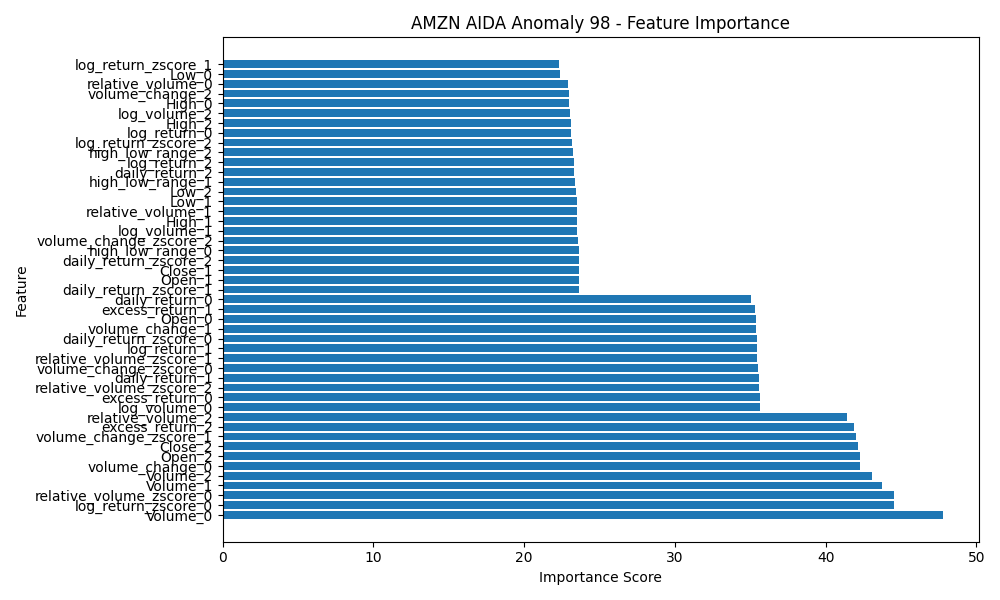 AMZN AIDA Anomaly 98 - Feature Importance
log_return_zscore_1
Low_0
relative_volume_0
volume_change_2
High_0
log_volume_2
High_2
log_return_0
log_return_zscore_2
high_low_range_2
log_return_2
daily_return_2
high_low_range_1
Low_2
Low_1
relative_volume_1
High_1
log_volume_1
volume_change_zscore_2
high_low_range_0
daily_return_zscore_2
Close_1
Open_1
daily_return_zscore_1
daily_return_0
excess_return_1
Open_0
volume_change_1
daily_return_zscore_0
log_return_1
relative_volume_zscore_1
volume_change_zscore_0
daily_return_1
relative_volume_zscore_2
excess_return_0
log_volume_0
relative_volume_2
excess_return_2
volume_change_zscore_1
Close_2
Open_2
volume_change_0
Volume_2
Volume_1
relative_volume_zscore_0
log_return_zscore_0
Volume_0
Feature
0 10 20 30 40 50
Importance Score